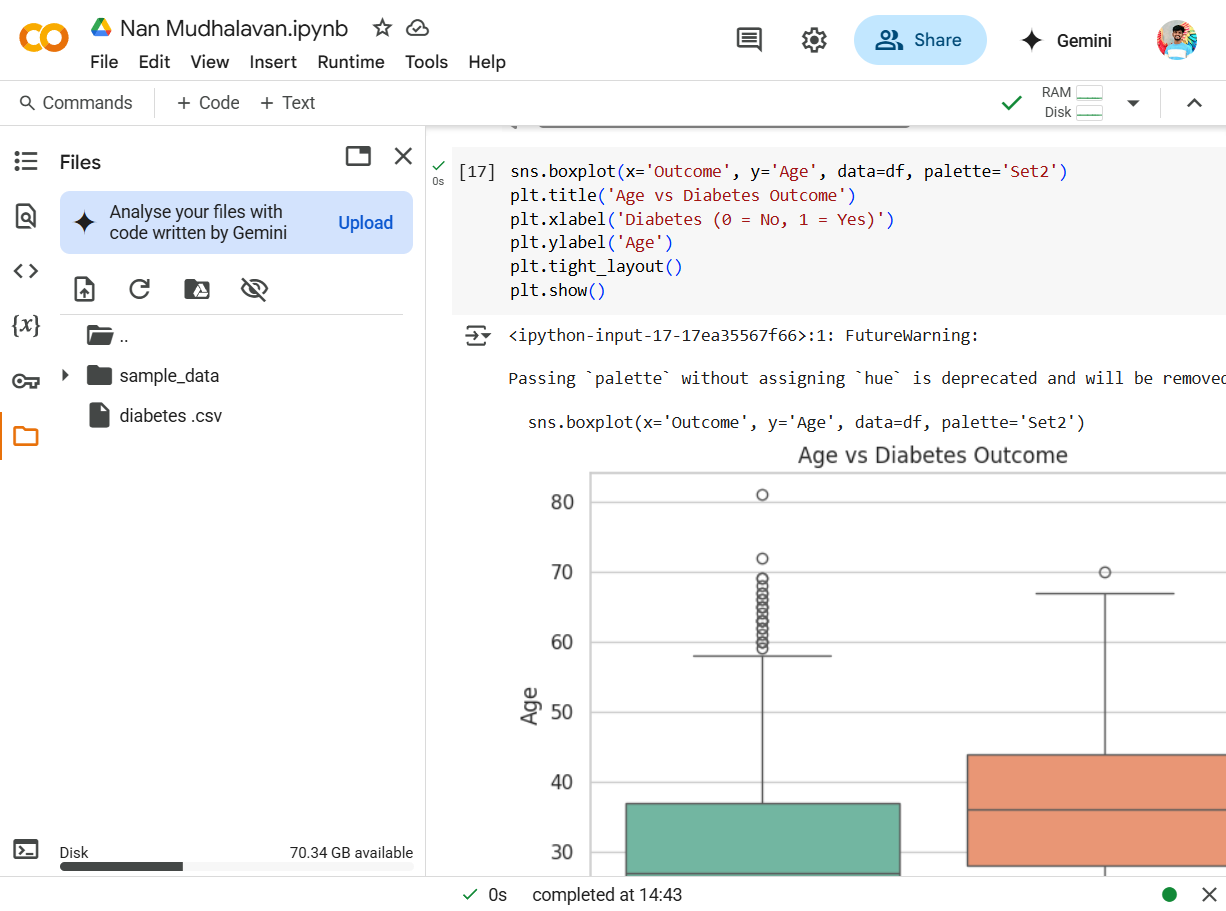 Nan Mudhalavan.ipynb
File Edit View Insert Runtime Tools Help
Share
Gemini
Commands
+ Code + Text
RAM
Disk
Files
Analyse your files with
code written by Gemini
Upload
{x}
..
sample_data
diabetes .csv
Disk 70.34 GB available
0s
[17] sns.boxplot(x='Outcome', y='Age', data=df, palette='Set2')
plt.title('Age vs Diabetes Outcome')
plt.xlabel('Diabetes (0 = No, 1 = Yes)')
plt.ylabel('Age')
plt.tight_layout()
plt.show()
<ipython-input-17-17ea35567f66>:1: FutureWarning:
Passing `palette` without assigning `hue` is deprecated and will be removed
sns.boxplot(x='Outcome', y='Age', data=df, palette='Set2')
Age vs Diabetes Outcome
80
70
60
50
40
30
Age
0s completed at 14:43